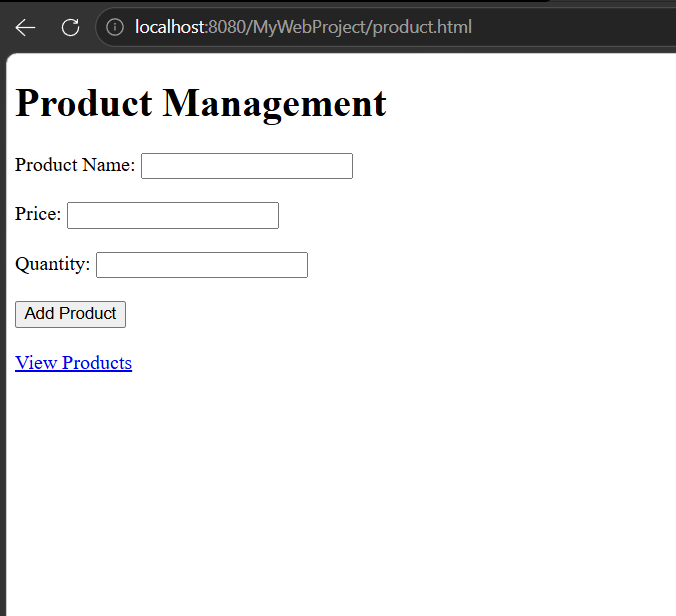 localhost:8080/MyWebProject/product.html
Product Management
Product Name:
Price:
Quantity:
Add Product
View Products